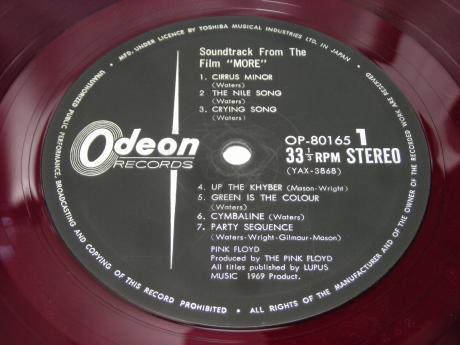 • MFD. UNDER LICENCE BY TOSHIBA MUSICAL INDUSTRIES LTD. IN JAPAN •
UNAUTHORIZED PUBLIC PERFORMANCE, BROADCASTING AND COPYING OF THIS RECORD PROHIBITED • ALL RIGHTS OF THE MANUFACTURER AND OF THE OWNER OF THE RECORDED WORK ARE RESERVED
Soundtrack From The
Film "MORE"
1. CIRRUS MINOR
(Waters)
2 THE NILE SONG
(Waters)
3. CRYING SONG
(Waters)
Odeon
RECORDS
OP-80165 1
33 1/3 RPM STEREO
(YAX-3868)
4. UP THE KHYBER (Mason-Wright)
5. GREEN IS THE COLOUR
(Waters)
6. CYMBALINE (Waters)
7. PARTY SEQUENCE
(Waters-Wright-Gilmour-Mason)
PINK FLOYD
Produced by THE PINK FLOYD
All titles published by LUPUS
MUSIC 1969 Product.